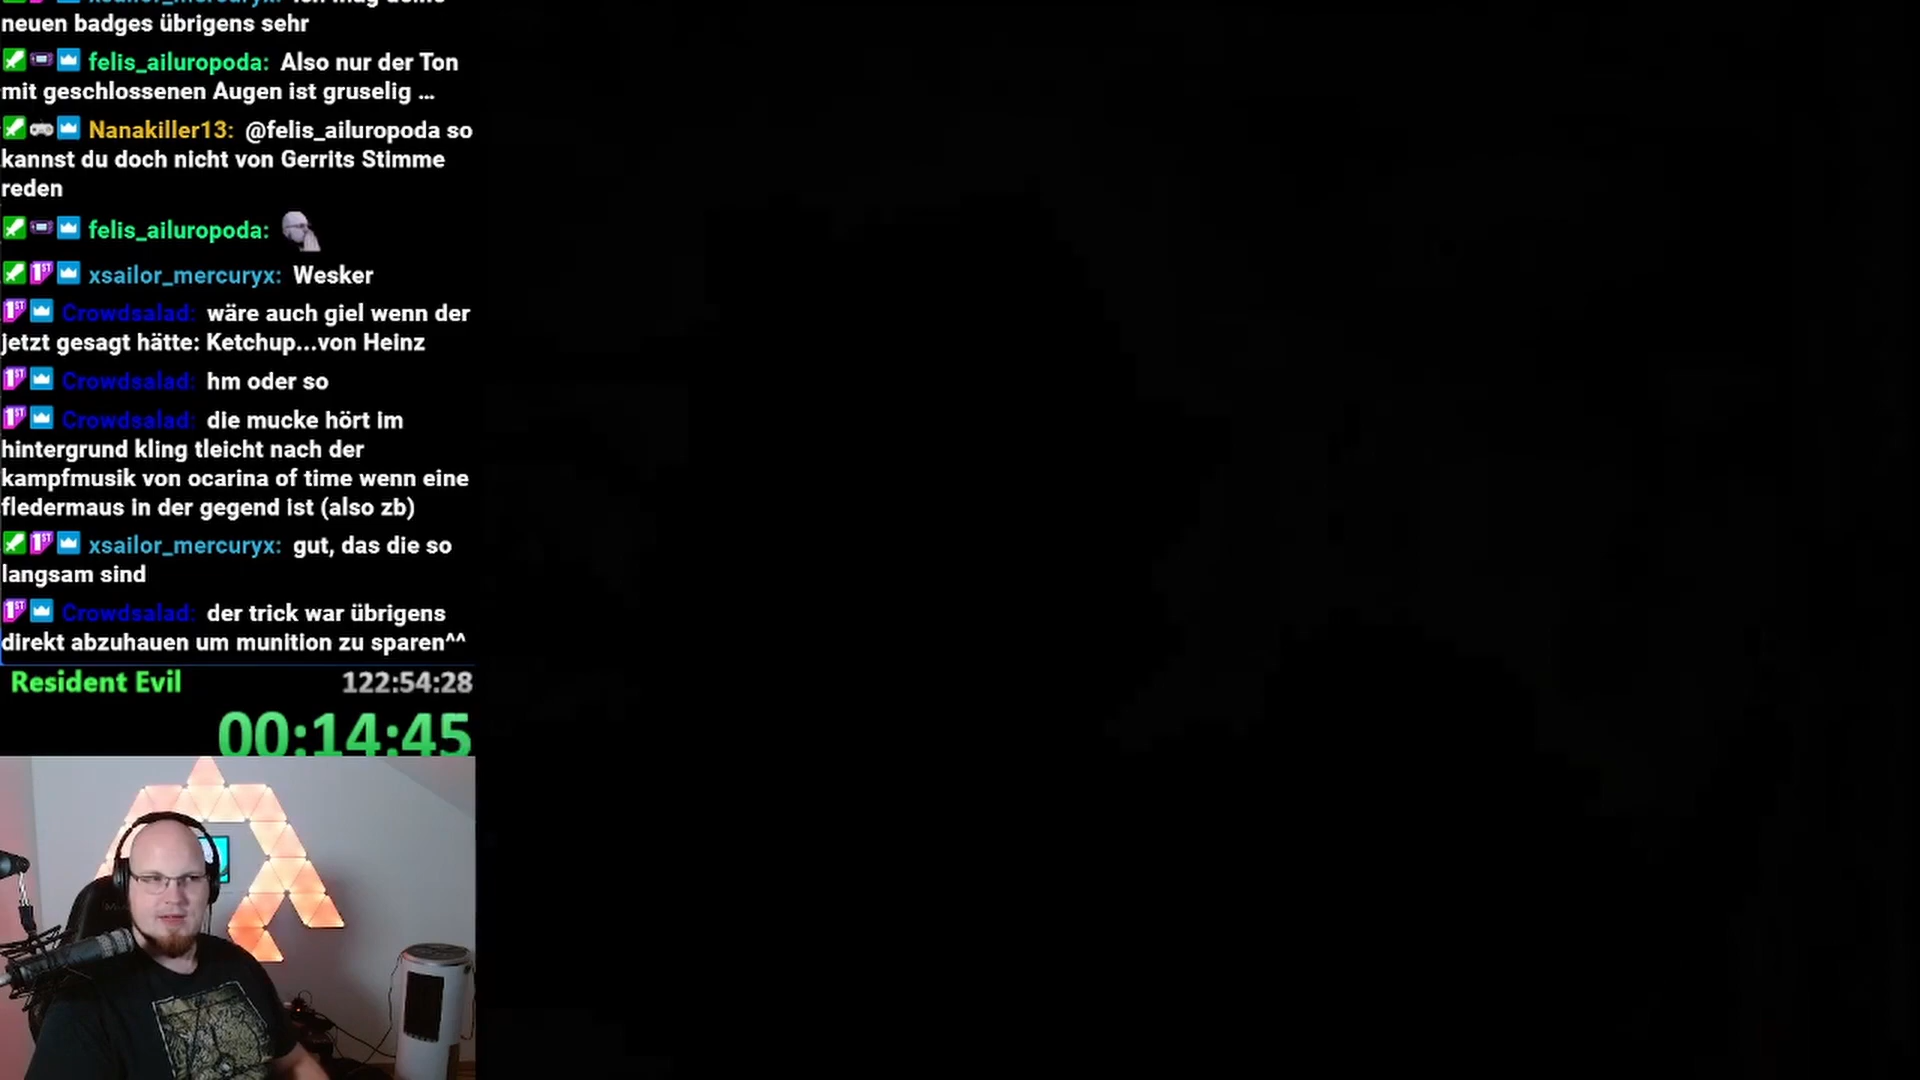 neuen badges übrigens sehr
felis_ailuropoda: Also nur der Ton
mit geschlossenen Augen ist gruselig ...
Nanakiller13: @felis_ailuropoda so
kannst du doch nicht von Gerrits Stimme
reden
felis_ailuropoda:
xsailor_mercuryx: Wesker
Crowdsalad: wäre auch giel wenn der
jetzt gesagt hätte: Ketchup...von Heinz
Crowdsalad: hm oder so
Crowdsalad: die mucke hört im
hintergrund kling tleicht nach der
kampfmusik von ocarina of time wenn eine
fledermaus in der gegend ist (also zb)
xsailor_mercuryx: gut, das die so
langsam sind
Crowdsalad: der trick war übrigens
direkt abzuhauen um munition zu sparen^^
Resident Evil 122:54:28
00:14:45